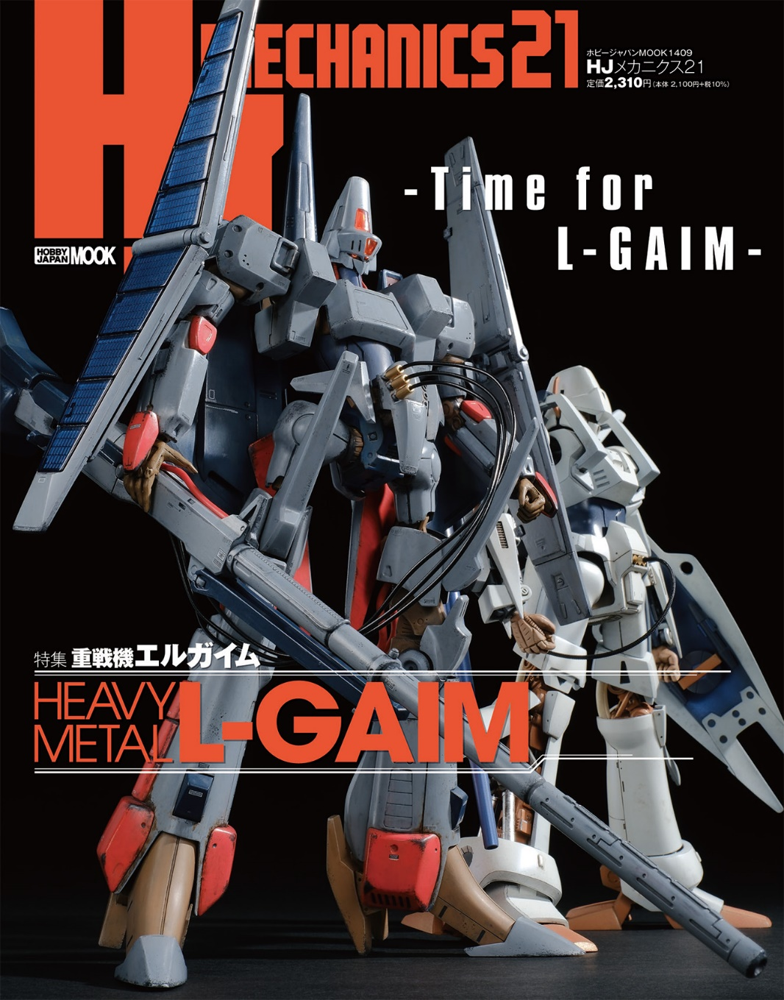 HJ MECHANICS21
ホビージャパンMOOK1409
HJメカニクス21
定価2,310円(本体 2,100円+税10%)
-Time for
L-GAIM-
HOBBY
JAPAN MOOK
特集 重戦機エルガイム
HEAVY
METAL L-GAIM